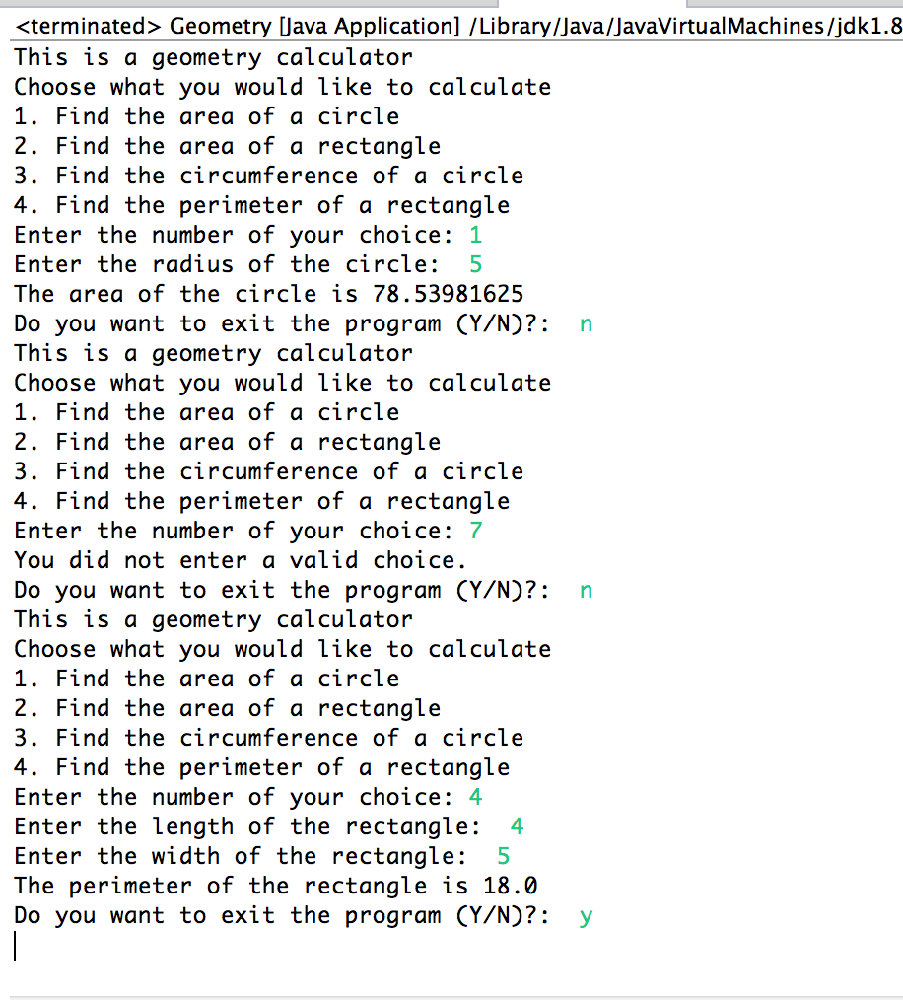 <terminated> Geometry [Java Application] /Library/Java/JavaVirtualMachines/jdk1.8
This is a geometry calculator
Choose what you would like to calculate
1. Find the area of a circle
2. Find the area of a rectangle
3. Find the circumference of a circle
4. Find the perimeter of a rectangle
Enter the number of your choice: 1
Enter the radius of the circle:  5
The area of the circle is 78.53981625
Do you want to exit the program (Y/N)?:  n
This is a geometry calculator
Choose what you would like to calculate
1. Find the area of a circle
2. Find the area of a rectangle
3. Find the circumference of a circle
4. Find the perimeter of a rectangle
Enter the number of your choice: 7
You did not enter a valid choice.
Do you want to exit the program (Y/N)?:  n
This is a geometry calculator
Choose what you would like to calculate
1. Find the area of a circle
2. Find the area of a rectangle
3. Find the circumference of a circle
4. Find the perimeter of a rectangle
Enter the number of your choice: 4
Enter the length of the rectangle:  4
Enter the width of the rectangle:  5
The perimeter of the rectangle is 18.0
Do you want to exit the program (Y/N)?:  y